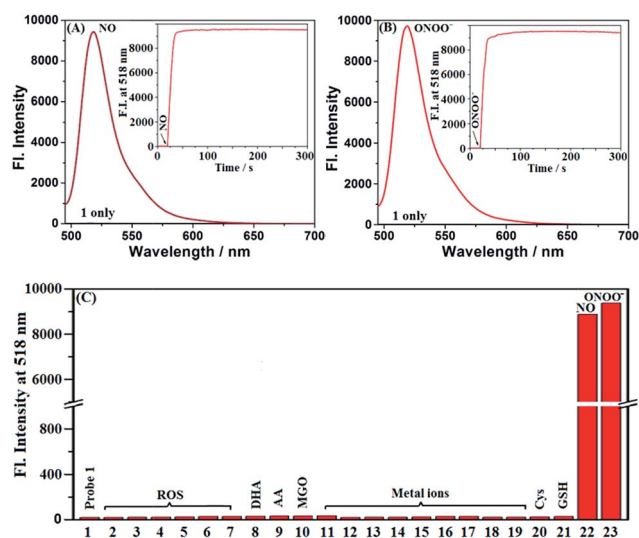 (A)
NO
10000
8000
6000
4000
2000
0
Fl. Intensity
1 only
500 550 600 650 700
Wavelength / nm
10000
8000
6000
4000
2000
0
F.I. at 518 nm
NO
0 100 200 300
Time / s
(B)
ONOO⁻
10000
8000
6000
4000
2000
0
Fl. Intensity
1 only
500 550 600 650 700
Wavelength / nm
10000
8000
6000
4000
2000
0
F.I. at 518 nm
ONOO⁻
0 100 200 300
Time / s
(C)
10000
8000
6000
800
400
0
Fl. Intensity at 518 nm
Probe 1
ROS
DHA
AA
MGO
Metal ions
Cys
GSH
NO
ONOO⁻
1 2 3 4 5 6 7 8 9 10 11 12 13 14 15 16 17 18 19 20 21 22 23